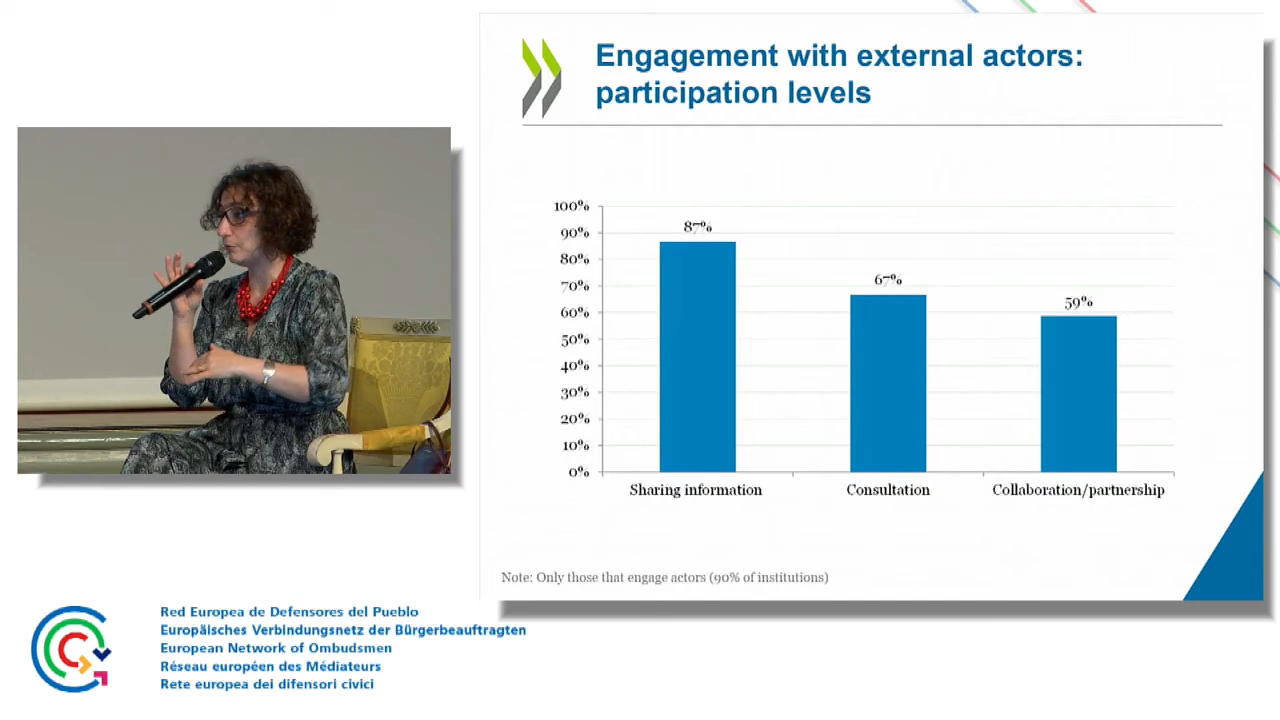 Engagement with external actors:
participation levels
100%
90%
80%
70%
60%
50%
40%
30%
20%
10%
0%
87%
67%
59%
Sharing information
Consultation
Collaboration/partnership
Note: Only those that engage actors (90% of institutions)
Red Europea de Defensores del Pueblo
Europäisches Verbindungsnetz der Bürgerbeauftragten
European Network of Ombudsmen
Réseau européen des Médiateurs
Rete europea dei difensori civici